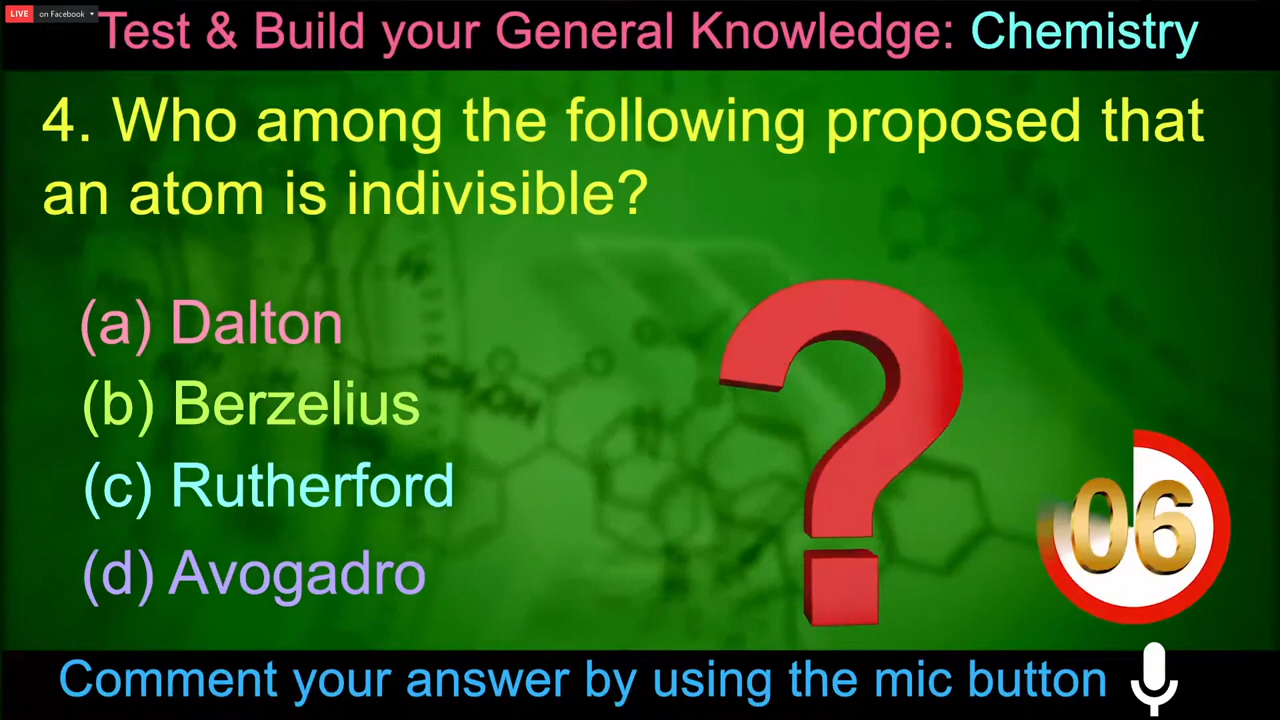 LIVE on Facebook
Test & Build your General Knowledge: Chemistry
4. Who among the following proposed that
an atom is indivisible?
(a) Dalton
(b) Berzelius
(c) Rutherford
(d) Avogadro
CH₂OH
06
Comment your answer by using the mic button